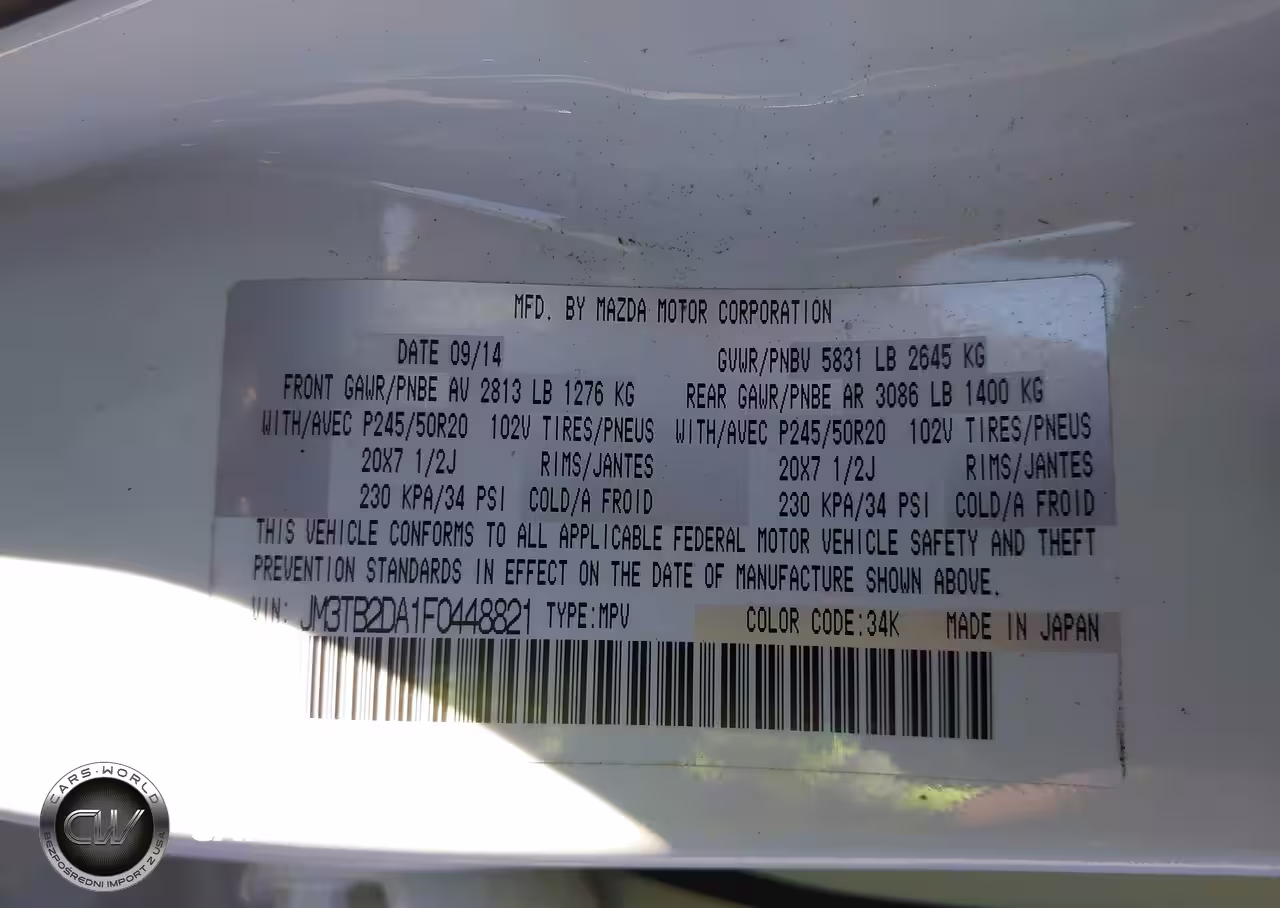 MFD. BY MAZDA MOTOR CORPORATION
DATE 09/14 GVWR/PNBV 5831 LB 2645 KG
FRONT GAWR/PNBE AV 2813 LB 1276 KG REAR GAWR/PNBE AR 3086 LB 1400 KG
WITH/AVEC P245/50R20 102V TIRES/PNEUS WITH/AVEC P245/50R20 102V TIRES/PNEUS
20X7 1/2J RIMS/JANTES 20X7 1/2J RIMS/JANTES
230 KPA/34 PSI COLD/A FROID 230 KPA/34 PSI COLD/A FROID
THIS VEHICLE CONFORMS TO ALL APPLICABLE FEDERAL MOTOR VEHICLE SAFETY AND THEFT
PREVENTION STANDARDS IN EFFECT ON THE DATE OF MANUFACTURE SHOWN ABOVE.
VIN: JM3TB2DA1F0448821 TYPE:MPV COLOR CODE:34K MADE IN JAPAN
CARS-WORLD
CW
BEZPOŚREDNI IMPORT Z USA